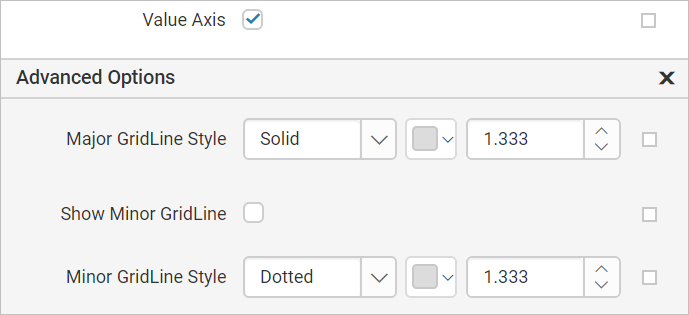 Value Axis
Advanced Options
Major GridLine Style Solid 1.333
Show Minor GridLine
Minor GridLine Style Dotted 1.333